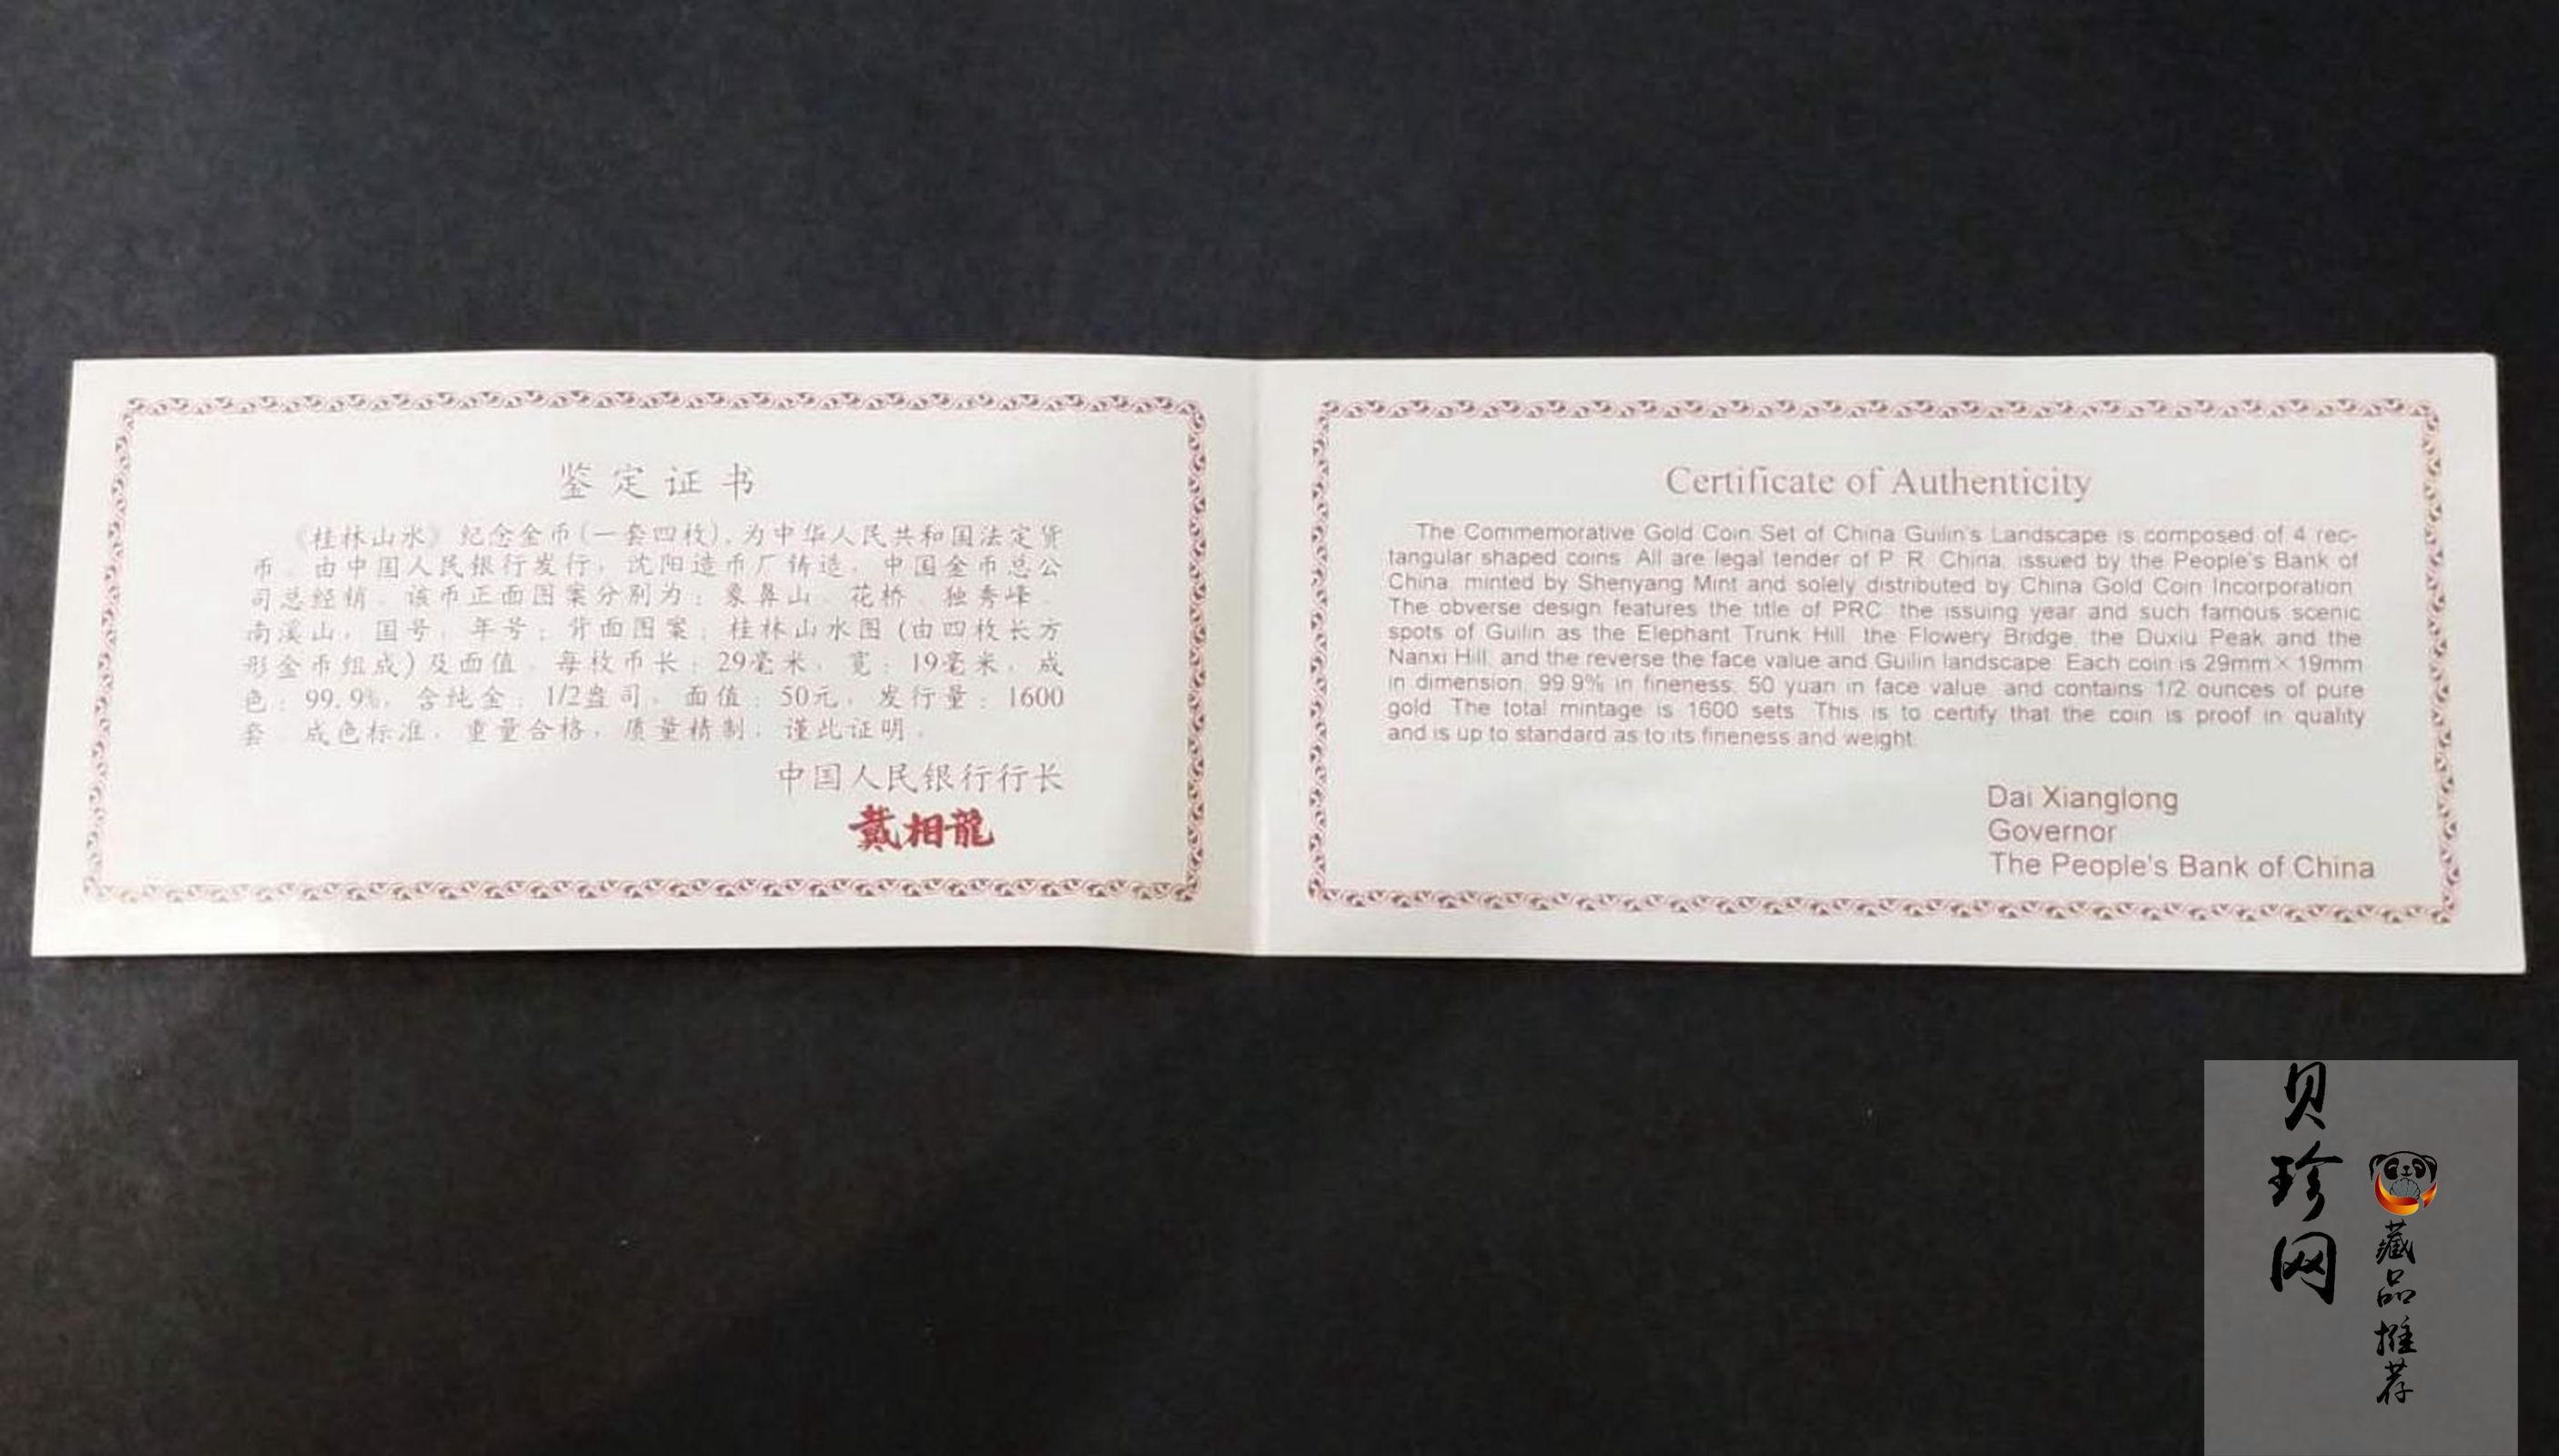 鉴定证书
《桂林山水》纪念金币(一套四枚),为中华人民共和国法定货
币。由中国人民银行发行,沈阳造币厂铸造,中国金币总公
司总经销。该币正面图案分别为:象鼻山、花桥、独秀峰、
南溪山,国号,年号;背面图案:桂林山水图(由四枚长方
形金币组成)及面值。每枚币长:29毫米,宽:19毫米,成
色:99.9%,含纯金:1/2盎司,面值:50元,发行量:1600
套。成色标准,重量合格,质量精制,谨此证明。
中国人民银行行长
戴相龍
Certificate of Authenticity
The Commemorative Gold Coin Set of China Guilin's Landscape is composed of 4 rec-
tangular shaped coins. All are legal tender of P. R. China, issued by the People's Bank of
China, minted by Shenyang Mint and solely distributed by China Gold Coin Incorporation.
The obverse design features the title of PRC, the issuing year and such famous scenic
spots of Guilin as the Elephant Trunk Hill, the Flowery Bridge, the Duxiu Peak and the
Nanxi Hill, and the reverse the face value and Guilin landscape. Each coin is 29mm×19mm
in dimension, 99.9% in fineness, 50 yuan in face value, and contains 1/2 ounces of pure
gold. The total mintage is 1600 sets. This is to certify that the coin is proof in quality
and is up to standard as to its fineness and weight.
Dai Xianglong
Governor
The People's Bank of China
贝珍网
藏品推荐